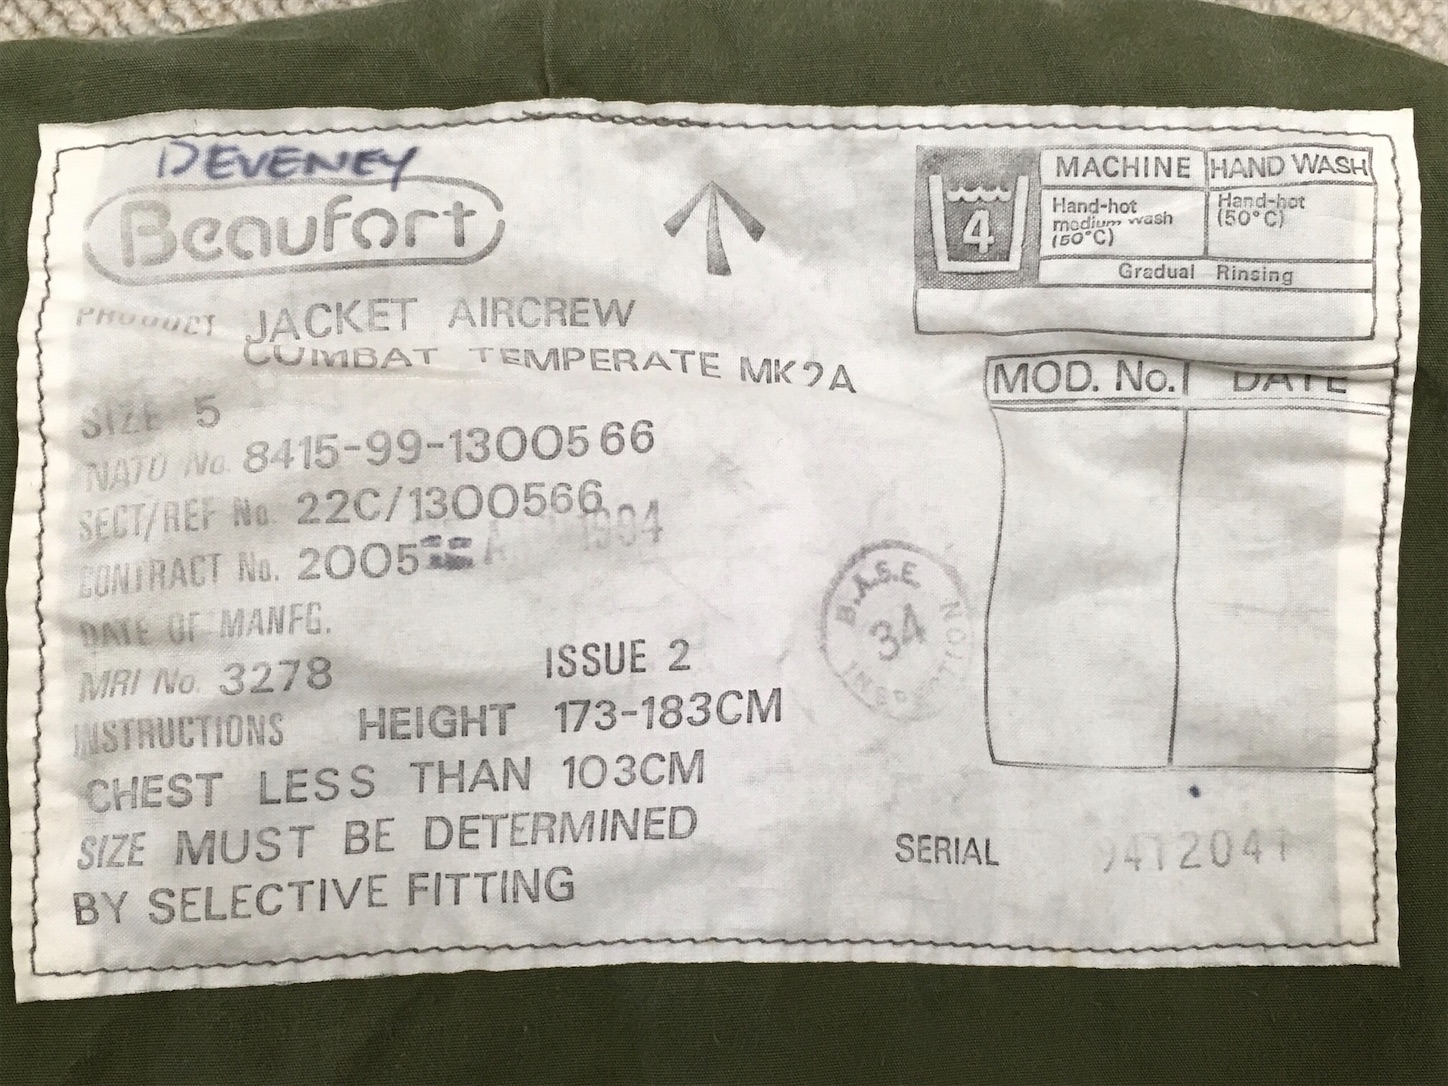 DEVENEY
Beaufort
PRODUCT JACKET AIRCREW
COMBAT TEMPERATE MK2A
SIZE 5
NATO No. 8415-99-1300566
SECT/REF No. 22C/1300566
1994
CONTRACT No. 2005
DATE OF MANFG.
MRI No. 3278 ISSUE 2
INSTRUCTIONS HEIGHT 173-183CM
CHEST LESS THAN 103CM
SIZE MUST BE DETERMINED
BY SELECTIVE FITTING
4
MACHINE HAND WASH
Hand-hot
medium wash
(50°C)
Hand-hot
(50°C)
Gradual Rinsing
MOD. No. DATE
B.A.S.E.
34
INSPECTION
SERIAL